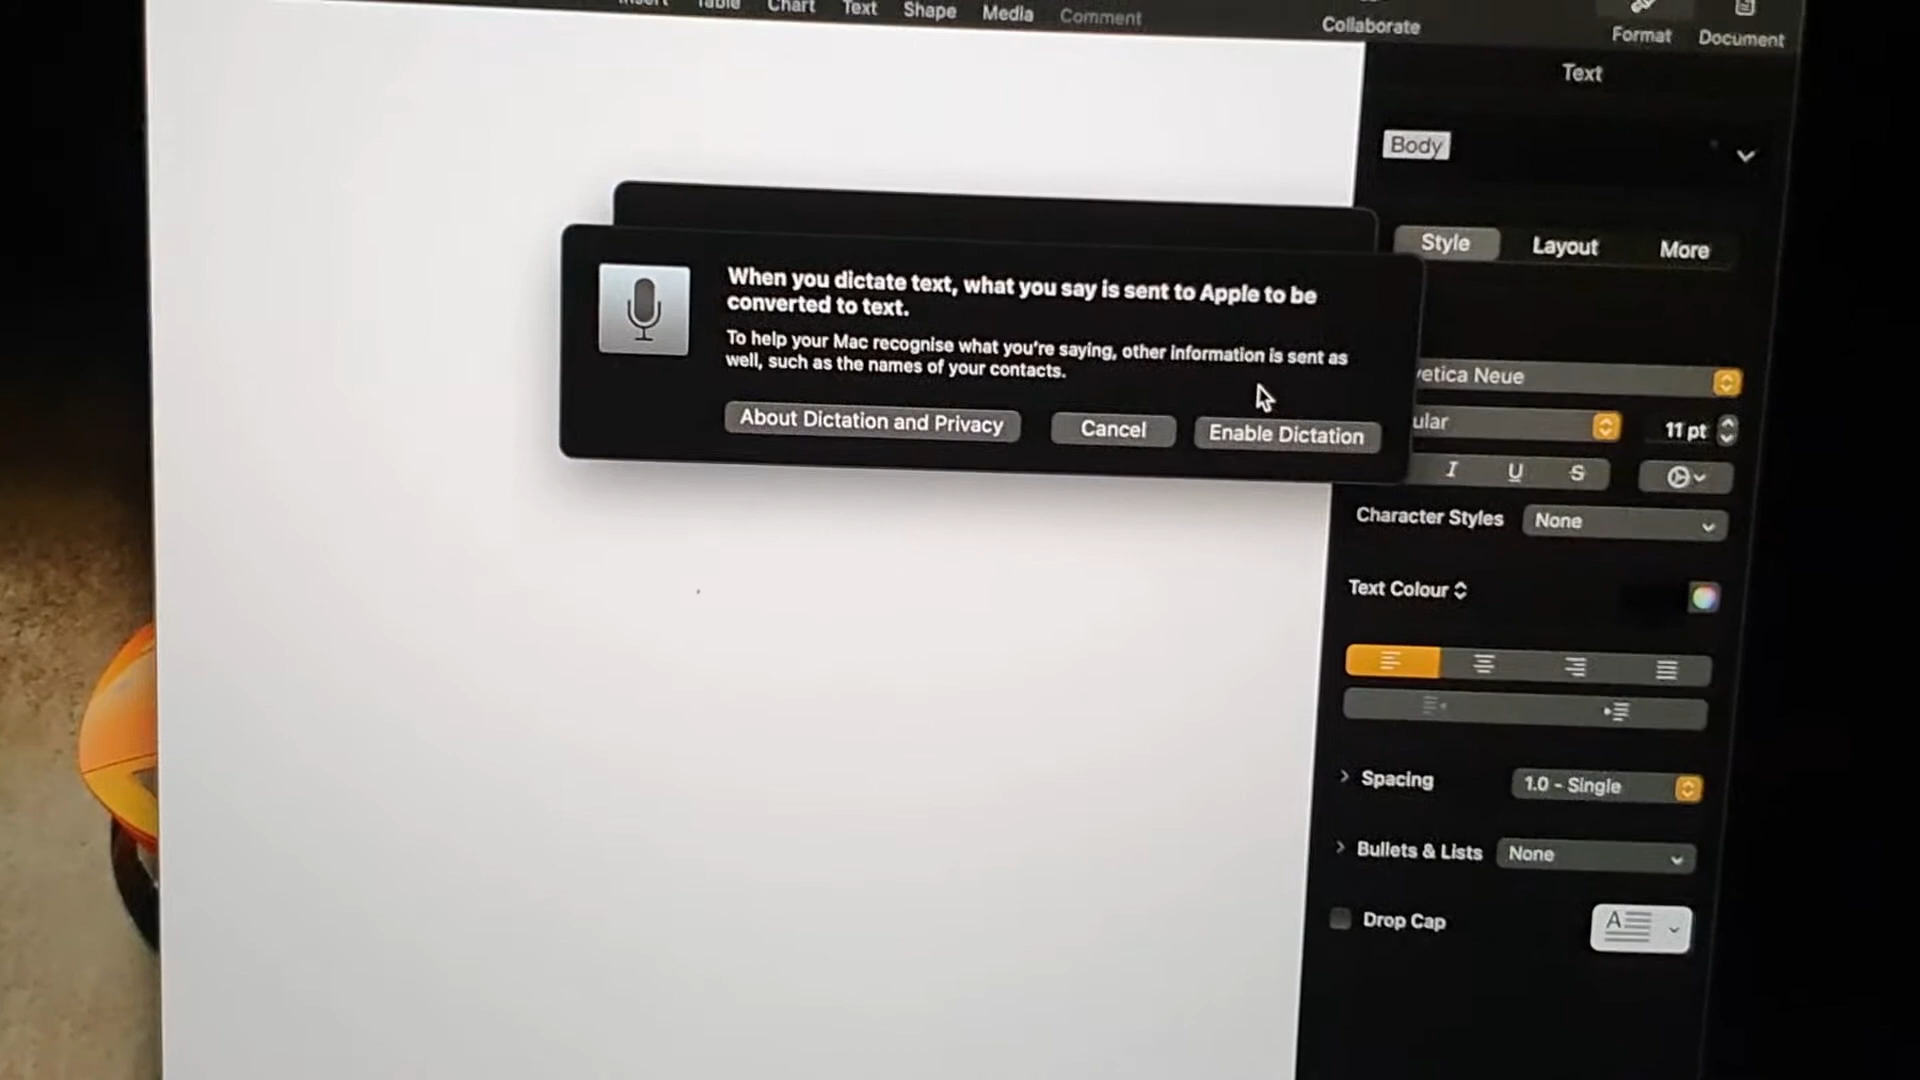 Insert Table Chart Text Shape Media Comment
Collaborate
Format Document
Text
Body
Style Layout More
When you dictate text, what you say is sent to Apple to be
converted to text.
To help your Mac recognise what you're saying, other information is sent as
well, such as the names of your contacts.
About Dictation and Privacy Cancel Enable Dictation
vetica Neue
ular 11 pt
I U S
Character Styles None
Text Colour
Spacing 1.0 - Single
Bullets & Lists None
Drop Cap A